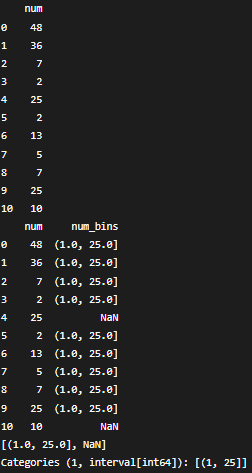 num
0 48
1 36
2 7
3 2
4 25
5 2
6 13
7 5
8 7
9 25
10 10
num num_bins
0 48 (1.0, 25.0]
1 36 (1.0, 25.0]
2 7 (1.0, 25.0]
3 2 (1.0, 25.0]
4 25 NaN
5 2 (1.0, 25.0]
6 13 (1.0, 25.0]
7 5 (1.0, 25.0]
8 7 (1.0, 25.0]
9 25 (1.0, 25.0]
10 10 NaN
[(1.0, 25.0], NaN]
Categories (1, interval[int64]): [(1, 25]]